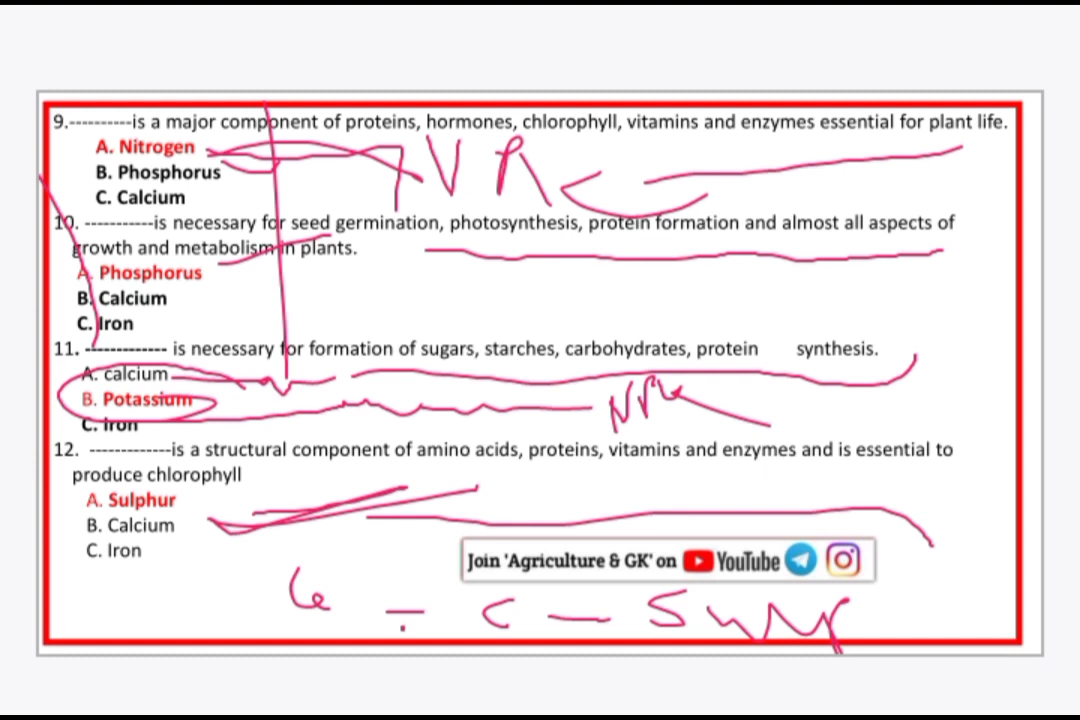 9.----------is a major component of proteins, hormones, chlorophyll, vitamins and enzymes essential for plant life.
A. Nitrogen
B. Phosphorus
C. Calcium
10. -----------is necessary for seed germination, photosynthesis, protein formation and almost all aspects of
growth and metabolism in plants.
A. Phosphorus
B. Calcium
C. Iron
11. ------------- is necessary for formation of sugars, starches, carbohydrates, protein synthesis.
A. calcium
B. Potassium
C. Iron
12. -------------is a structural component of amino acids, proteins, vitamins and enzymes and is essential to
produce chlorophyll
A. Sulphur
B. Calcium
C. Iron
Join 'Agriculture & GK' on YouTube